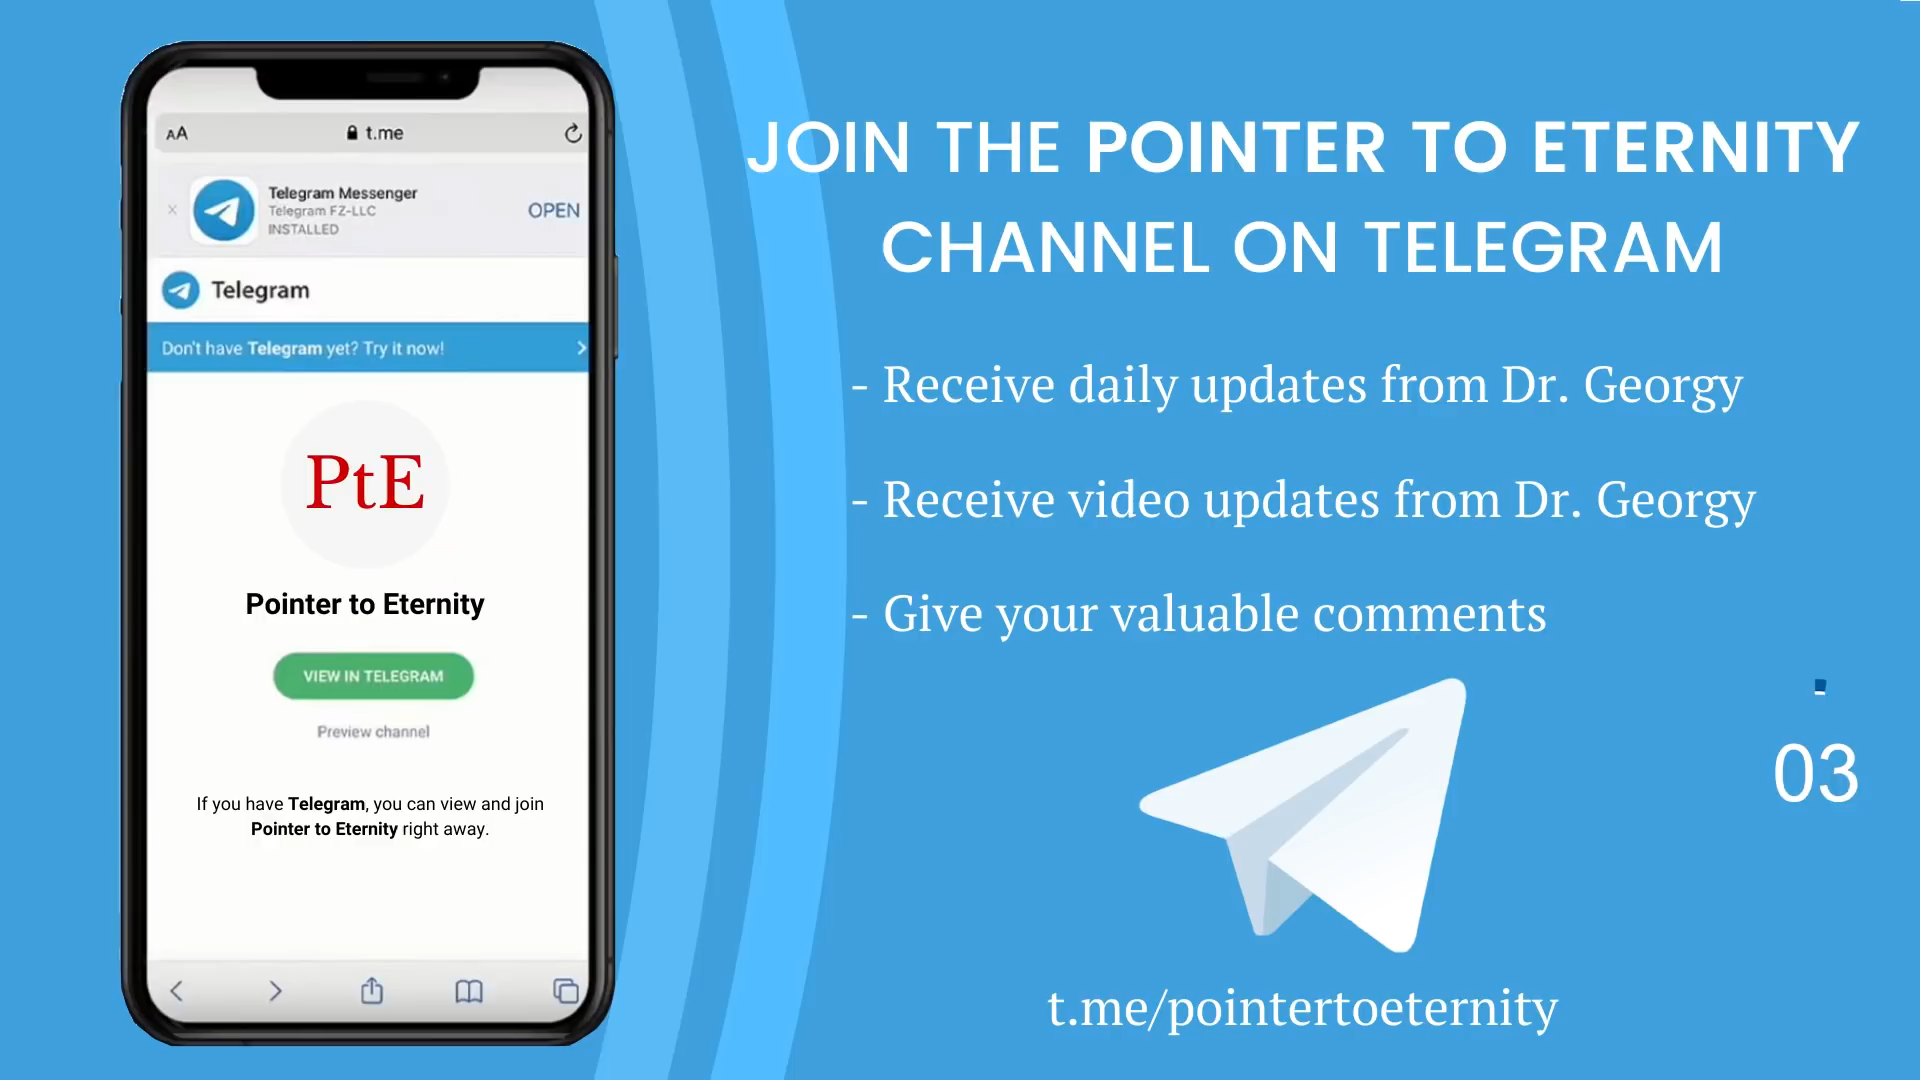 AA
t.me
×
Telegram Messenger
Telegram FZ-LLC
INSTALLED
OPEN
Telegram
Don't have Telegram yet? Try it now!
PtE
Pointer to Eternity
VIEW IN TELEGRAM
Preview channel
If you have Telegram, you can view and join
Pointer to Eternity right away.
JOIN THE POINTER TO ETERNITY
CHANNEL ON TELEGRAM
- Receive daily updates from Dr. Georgy
- Receive video updates from Dr. Georgy
- Give your valuable comments
03
t.me/pointertoeternity